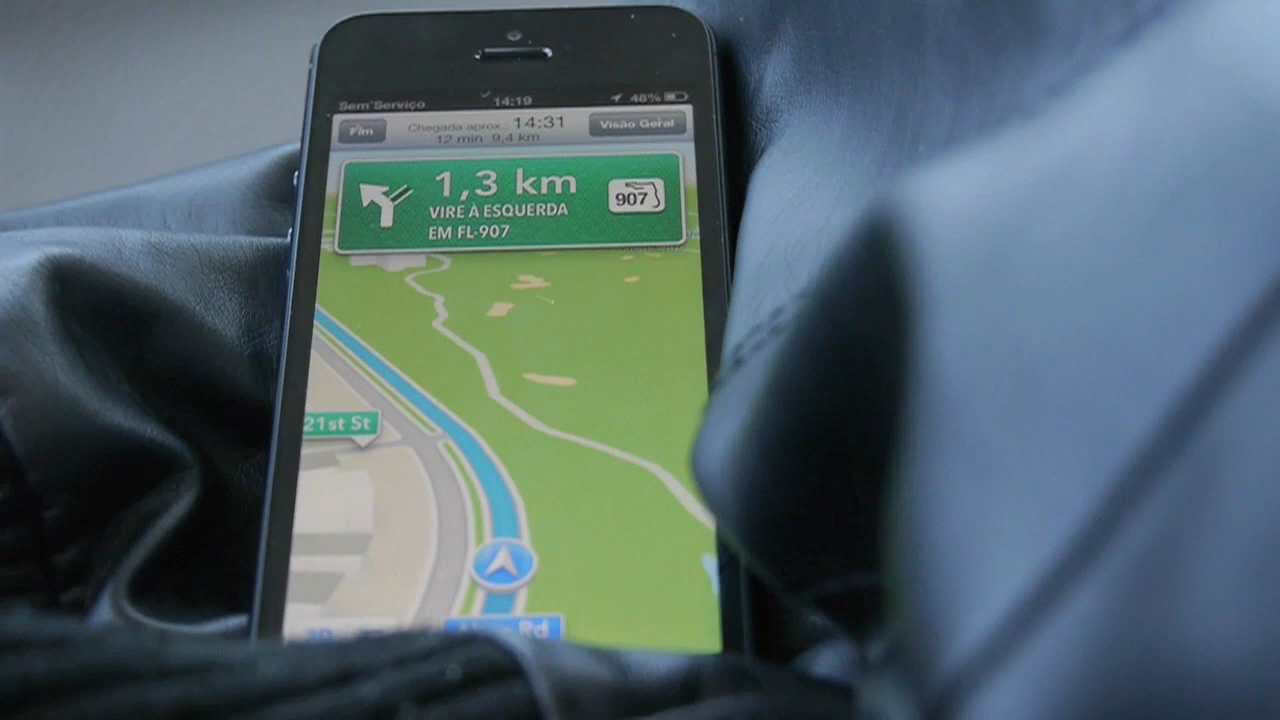 Sem Serviço 14:19 48%
Fim Chegada aprox.: 14:31 Visão Geral
12 min 9,4 km
1,3 km
VIRE À ESQUERDA
EM FL-907
907
21st St
Rd